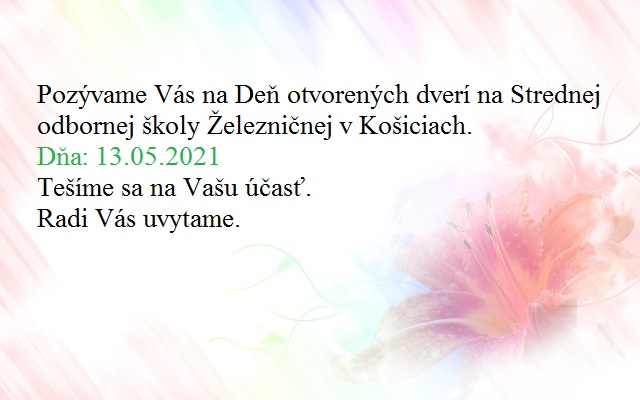 Pozývame Vás na Deň otvorených dverí na Strednej
odbornej školy Železničnej v Košiciach.
Dňa: 13.05.2021
Tešíme sa na Vašu účasť.
Radi Vás uvytame.